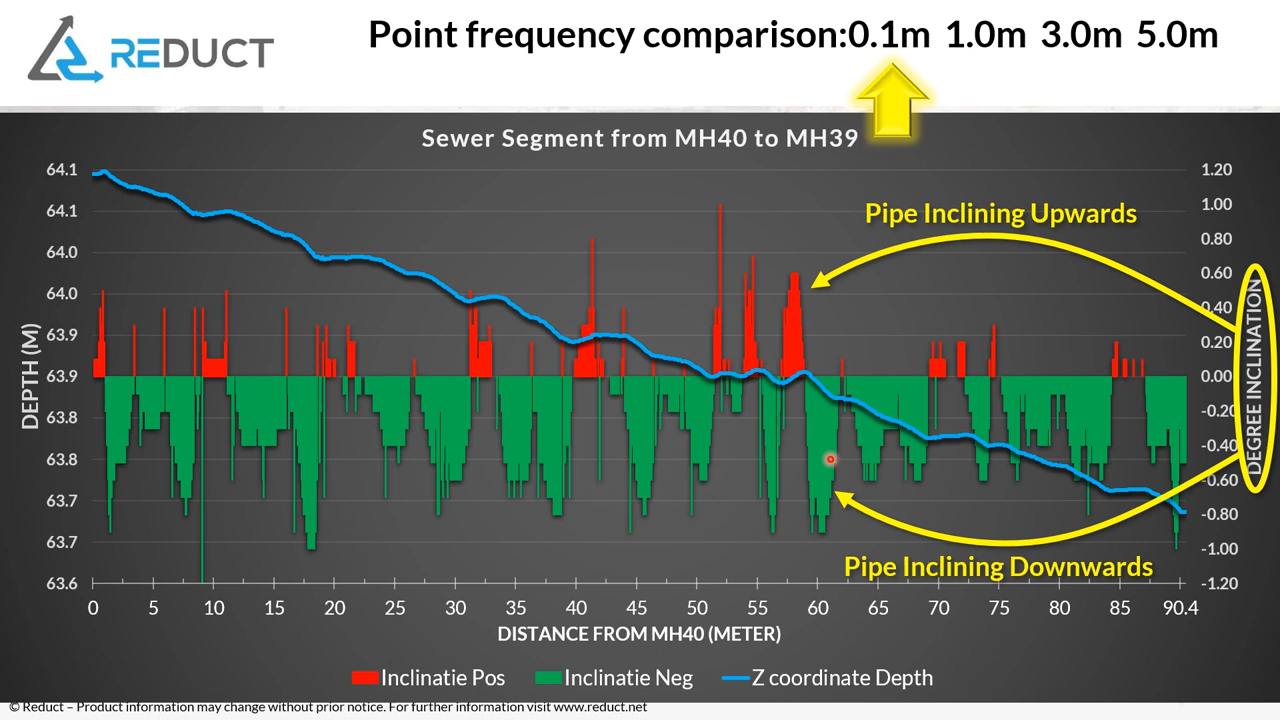 REDUCT
Point frequency comparison:0.1m 1.0m 3.0m 5.0m
Sewer Segment from MH40 to MH39
64.1
64.1
64.0
64.0
63.9
63.9
63.8
63.8
63.7
63.7
63.6
DEPTH (M)
1.20
1.00
0.80
0.60
0.40
0.20
0.00
-0.20
-0.40
-0.60
-0.80
-1.00
-1.20
DEGREE INCLINATION
Pipe Inclining Upwards
Pipe Inclining Downwards
0 5 10 15 20 25 30 35 40 45 50 55 60 65 70 75 80 85 90.4
DISTANCE FROM MH40 (METER)
Inclinatie Pos Inclinatie Neg Z coordinate Depth
© Reduct – Product information may change without prior notice. For further information visit www.reduct.net